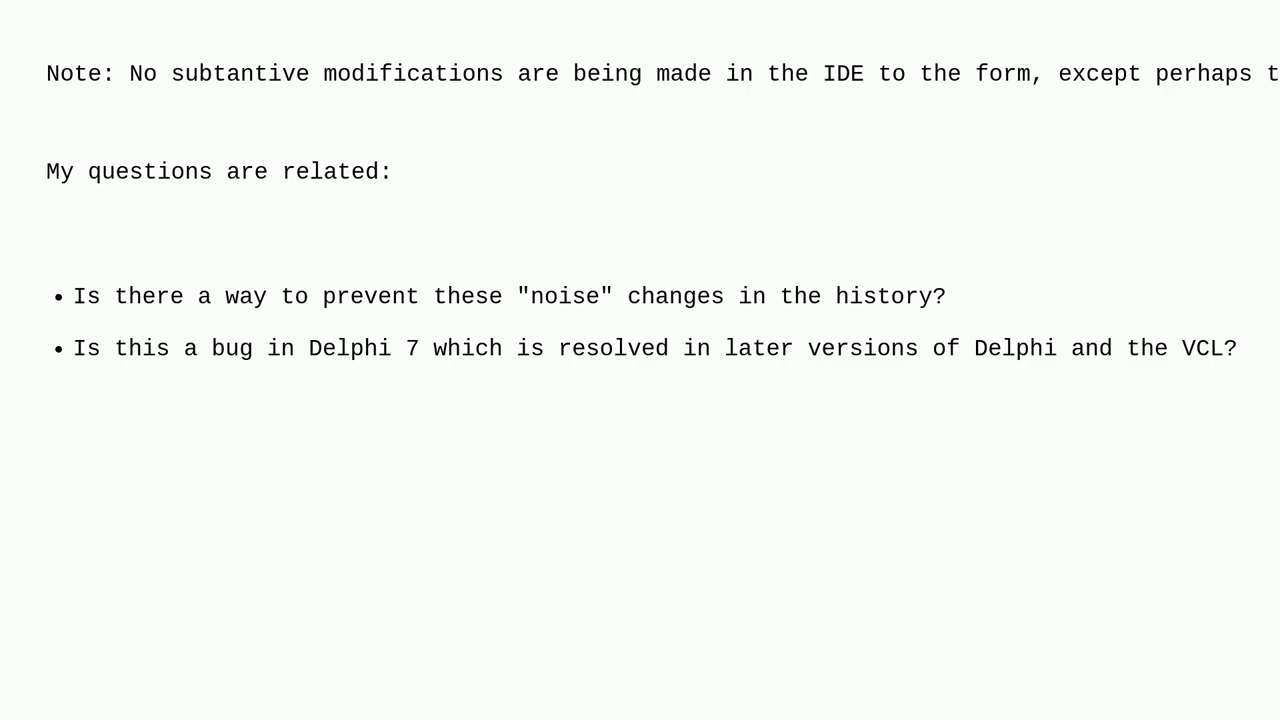 Note: No subtantive modifications are being made in the IDE to the form, except perhaps
My questions are related:
• Is there a way to prevent these "noise" changes in the history?
• Is this a bug in Delphi 7 which is resolved in later versions of Delphi and the VCL?